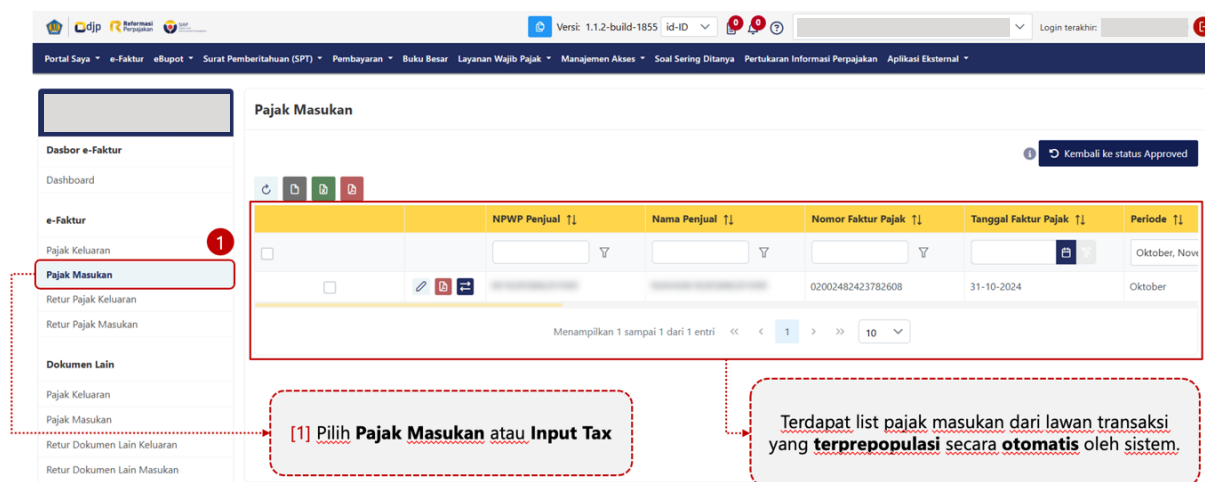 djp Reformasi Perpajakan
Versi: 1.1.2-build-1855 id-ID 0 0 Login terakhir:
Portal Saya e-Faktur eBupot Surat Pemberitahuan (SPT) Pembayaran Buku Besar Layanan Wajib Pajak Manajemen Akses Soal Sering Ditanya Pertukaran Informasi Perpajakan Aplikasi Eksternal
Pajak Masukan
Dasbor e-Faktur
Kembali ke status Approved
Dashboard
e-Faktur
NPWP Penjual Nama Penjual Nomor Faktur Pajak Tanggal Faktur Pajak Periode
Pajak Keluaran
1
Oktober, Nove
Pajak Masukan
02002482423782608 31-10-2024 Oktober
Retur Pajak Keluaran
Retur Pajak Masukan
Menampilkan 1 sampai 1 dari 1 entri << < 1 > >> 10
Dokumen Lain
Pajak Keluaran
Pajak Masukan
Retur Dokumen Lain Keluaran
Retur Dokumen Lain Masukan
[1] Pilih Pajak Masukan atau Input Tax
Terdapat list pajak masukan dari lawan transaksi
yang terprepopulasi secara otomatis oleh sistem.